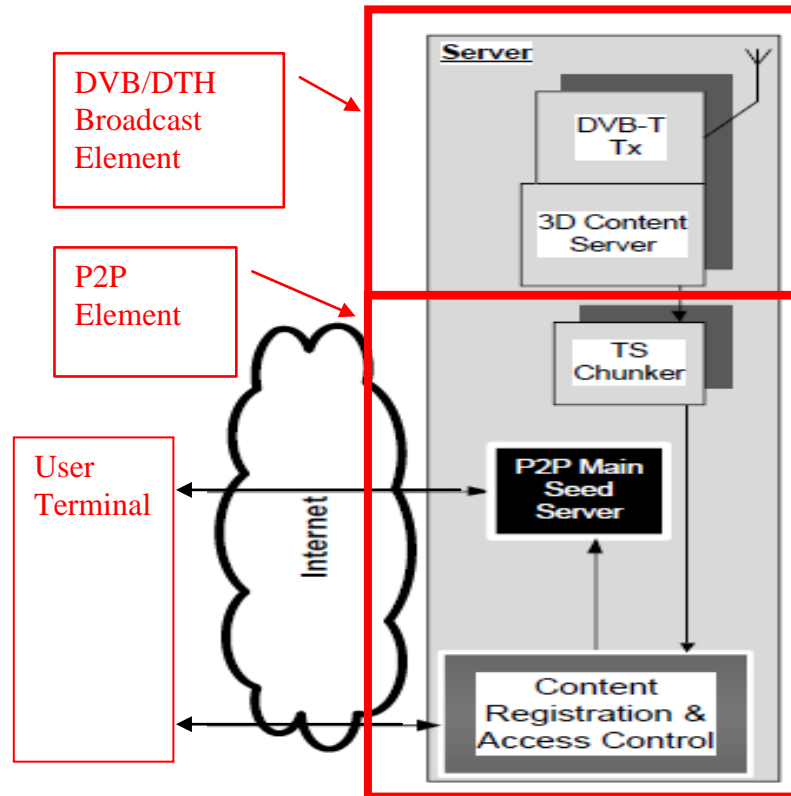 DVB/DTH
Broadcast
Element
P2P
Element
User
Terminal
Internet
Server
DVB-T
Tx
3D Content
Server
TS
Chunker
P2P Main
Seed
Server
Content
Registration &
Access Control